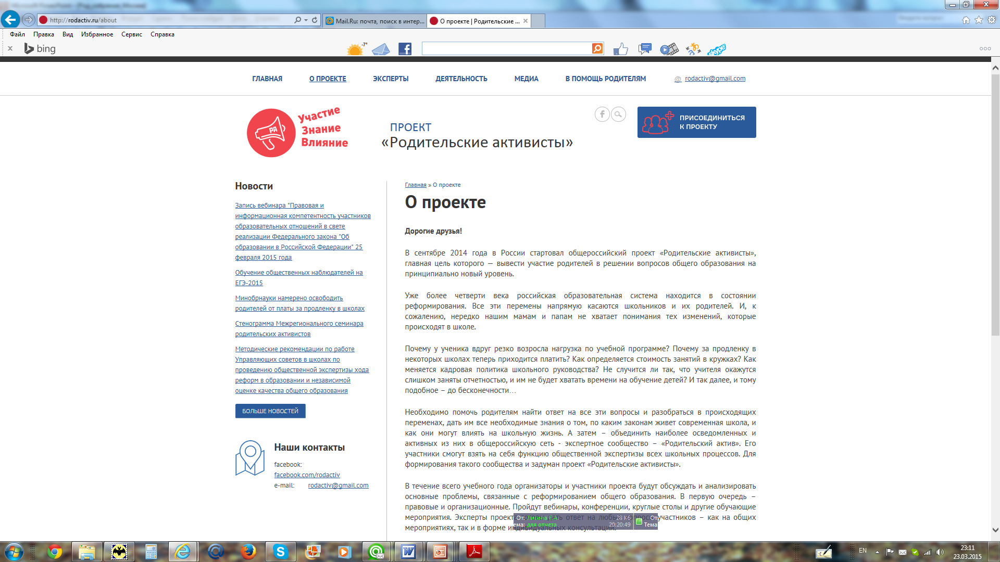 http://rodactiv.ru/about
Mail.Ru: почта, поиск в интер...
О проекте | Родительские ...
Файл Правка Вид Избранное Сервис Справка
bing
-7°
ГЛАВНАЯ О ПРОЕКТЕ ЭКСПЕРТЫ ДЕЯТЕЛЬНОСТЬ МЕДИА В ПОМОЩЬ РОДИТЕЛЯМ @ rodactiv@gmail.com
РА
Участие
Знание
Влияние
ПРОЕКТ
«Родительские активисты»
ПРИСОЕДИНИТЬСЯ
К ПРОЕКТУ
Новости
Запись вебинара "Правовая и
информационная компетентность участников
образовательных отношений в свете
реализации Федерального закона "Об
образовании в Российской Федерации" 25
февраля 2015 года
Обучение общественных наблюдателей на
ЕГЭ-2015
Минобрнауки намерено освободить
родителей от платы за продленку в школах
Стенограмма Межрегионального семинара
родительских активистов
Методические рекомендации по работе
Управляющих советов в школах по
проведению общественной экспертизы хода
реформ в образовании и независимой
оценке качества общего образования
БОЛЬШЕ НОВОСТЕЙ
Наши контакты
facebook:
facebook.com/rodactiv
e-mail: rodactiv@gmail.com
Главная » О проекте
О проекте
Дорогие друзья!
В сентябре 2014 года в России стартовал общероссийский проект «Родительские активисты»,
главная цель которого — вывести участие родителей в решении вопросов общего образования на
принципиально новый уровень.
Уже более четверти века российская образовательная система находится в состоянии
реформирования. Все эти перемены напрямую касаются школьников и их родителей. И, к
сожалению, нередко нашим мамам и папам не хватает понимания тех изменений, которые
происходят в школе.
Почему у ученика вдруг резко возросла нагрузка по учебной программе? Почему за продленку в
некоторых школах теперь приходится платить? Как определяется стоимость занятий в кружках? Как
меняется кадровая политика школьного руководства? Не случится ли так, что учителя окажутся
слишком заняты отчетностью, и им не будет хватать времени на обучение детей? И так далее, и тому
подобное – до бесконечности…
Необходимо помочь родителям найти ответ на все эти вопросы и разобраться в происходящих
переменах, дать им все необходимые знания о том, по каким законам живет современная школа, и
как они могут влиять на школьную жизнь. А затем – объединить наиболее осведомленных и
активных из них в общероссийскую сеть - экспертное сообщество – «Родительский актив». Его
участники смогут взять на себя функцию общественной экспертизы всех школьных процессов. Для
формирования такого сообщества и задуман проект «Родительские активисты».
В течение всего учебного года организаторы и участники проекта будут обсуждать и анализировать
основные проблемы, связанные с реформированием общего образования. В первую очередь –
правовые и организационные. Пройдут вебинары, конференции, круглые столы и другие обучающие
мероприятия. Эксперты проекта дать ответ на участников – как на общих
мероприятиях, так и в форме индивидуальных консультаций.
От: 28 Кб От
ема: для отчета 20:20:49 Тема
skype
EN
23:11
23.03.2015